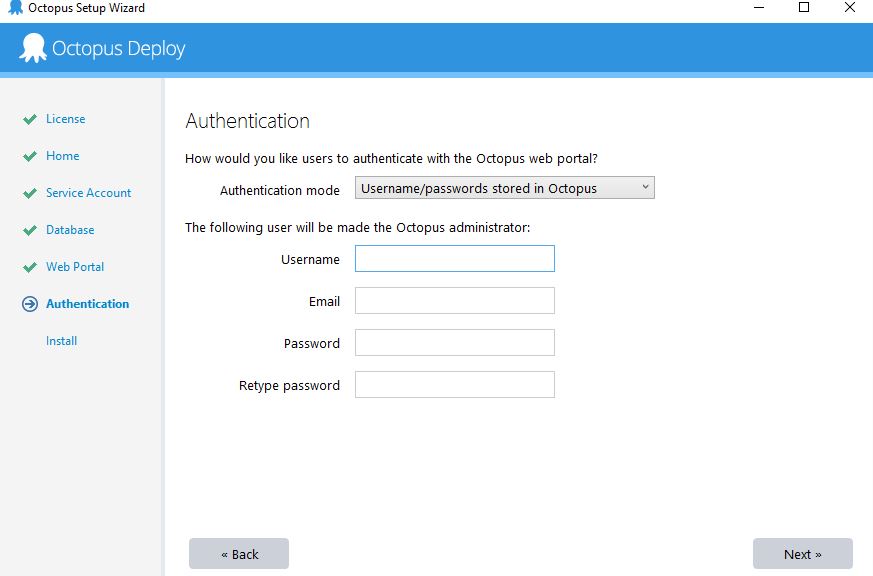 Octopus Setup Wizard
Octopus Deploy
License
Home
Service Account
Database
Web Portal
Authentication
Install
Authentication
How would you like users to authenticate with the Octopus web portal?
Authentication mode Username/passwords stored in Octopus
The following user will be made the Octopus administrator:
Username
Email
Password
Retype password
« Back
Next »